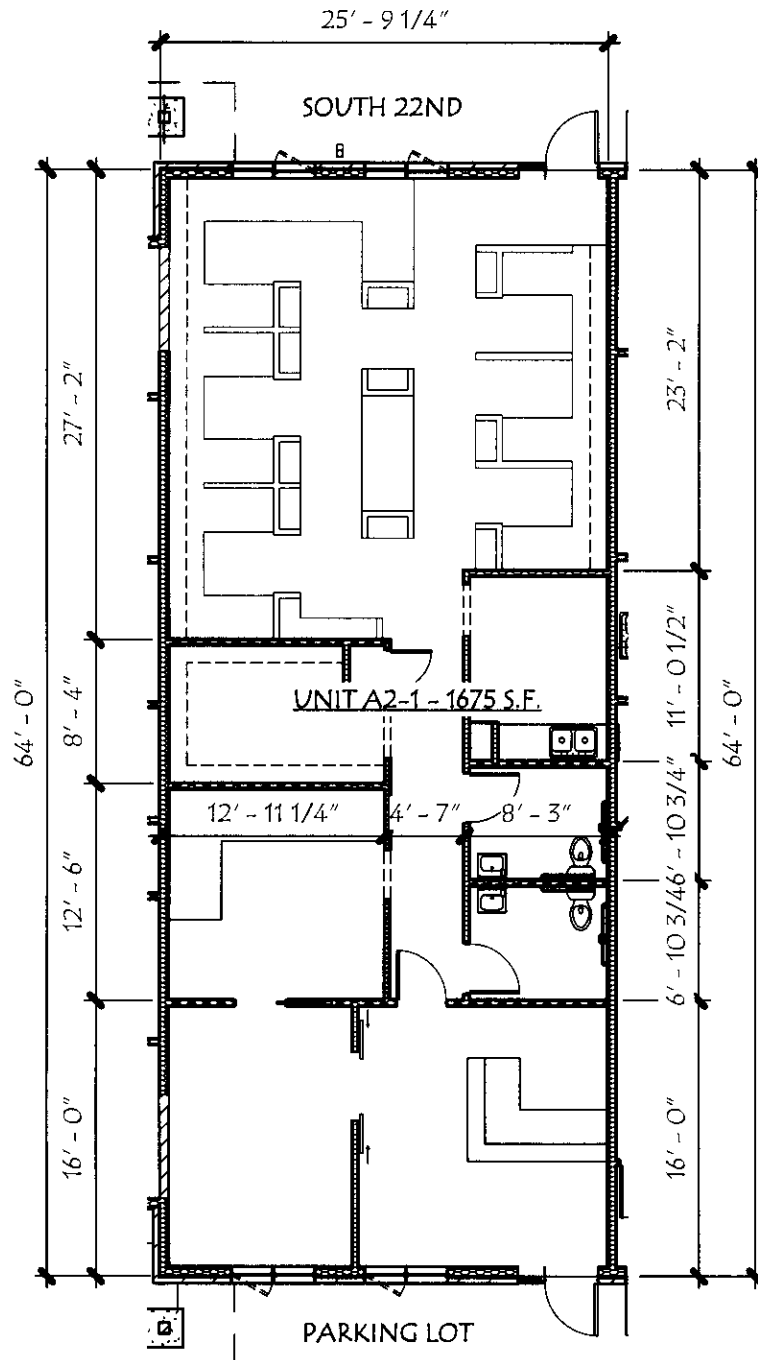 25' - 9 1/4"
SOUTH 22ND
27' - 2"
23' - 2"
64' - 0"
8' - 4"
UNIT A2-1 - 1675 S.F.
11' - 0 1/2"
64' - 0"
12' - 11 1/4"
4' - 7"
8' - 3"
6' - 10 3/4"
12' - 6"
6' - 10 3/4"
16' - 0"
16' - 0"
PARKING LOT